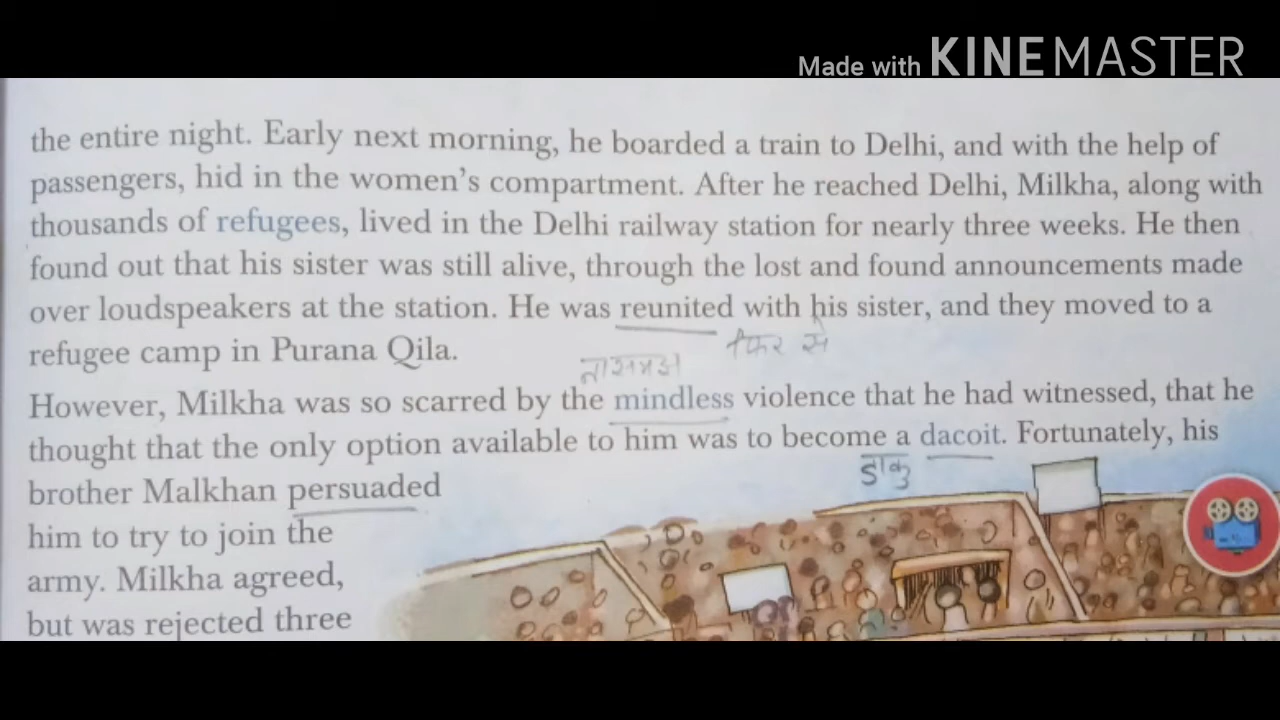 Made with KINEMASTER
the entire night. Early next morning, he boarded a train to Delhi, and with the help of
passengers, hid in the women's compartment. After he reached Delhi, Milkha, along with
thousands of refugees, lived in the Delhi railway station for nearly three weeks. He then
found out that his sister was still alive, through the lost and found announcements made
over loudspeakers at the station. He was reunited with his sister, and they moved to a
फिर से
refugee camp in Purana Qila.
नासमझ
However, Milkha was so scarred by the mindless violence that he had witnessed, that he
thought that the only option available to him was to become a dacoit. Fortunately, his
डाकु
brother Malkhan persuaded
him to try to join the
army. Milkha agreed,
but was rejected three